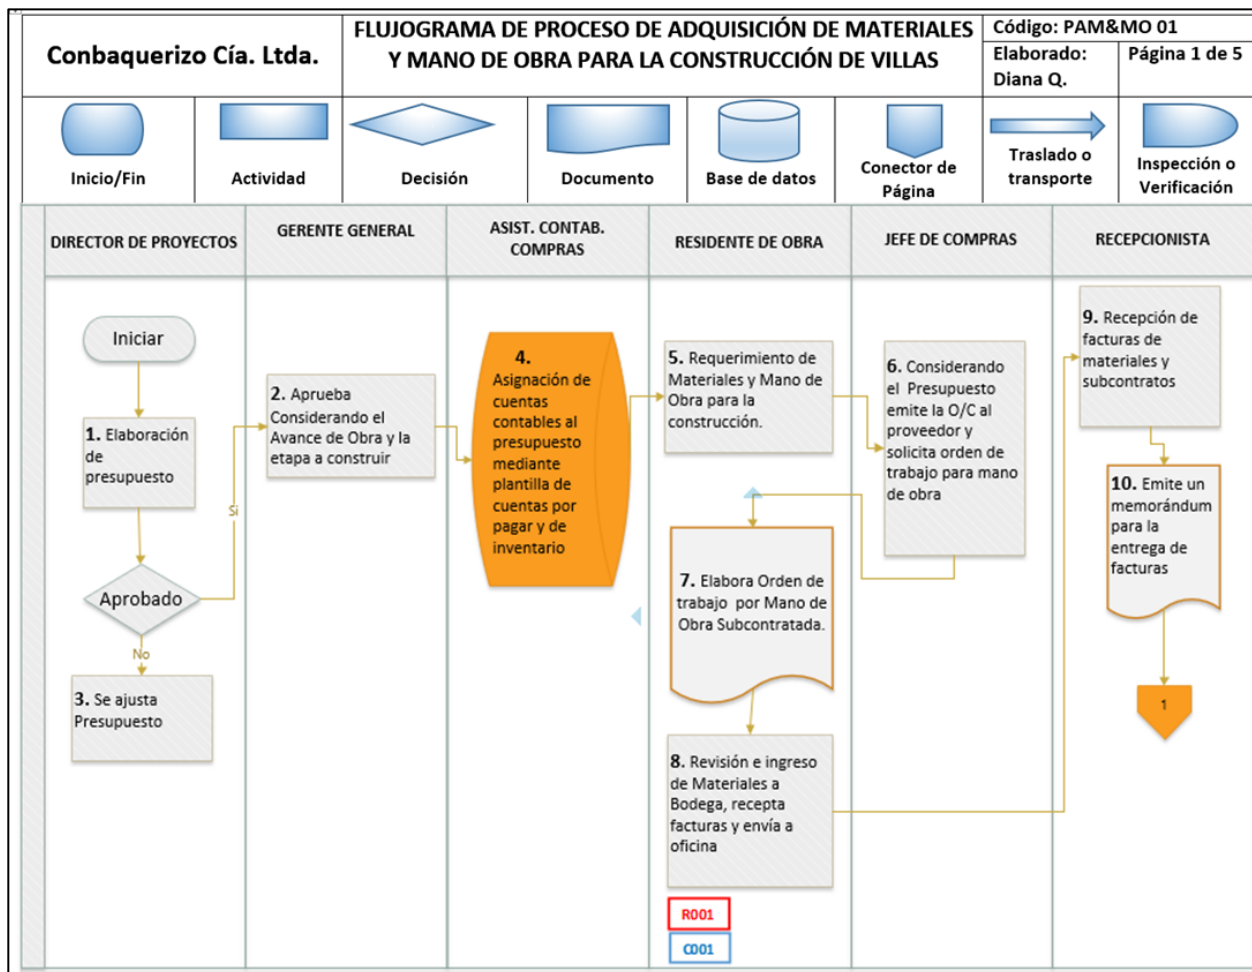 Conbaquerizo Cía. Ltda.
FLUJOGRAMA DE PROCESO DE ADQUISICIÓN DE MATERIALES
Y MANO DE OBRA PARA LA CONSTRUCCIÓN DE VILLAS
Código: PAM&MO 01
Elaborado:
Diana Q.
Página 1 de 5
Inicio/Fin
Actividad
Decisión
Documento
Base de datos
Conector de
Página
Traslado o
transporte
Inspección o
Verificación
DIRECTOR DE PROYECTOS
GERENTE GENERAL
ASIST. CONTAB.
COMPRAS
RESIDENTE DE OBRA
JEFE DE COMPRAS
RECEPCIONISTA
Iniciar
1. Elaboración
de
presupuesto
Aprobado
Si
No
3. Se ajusta
Presupuesto
2. Aprueba
Considerando el
Avance de Obra y la
etapa a construir
4.
Asignación de
cuentas
contables al
presupuesto
mediante
plantilla de
cuentas por
pagar y de
inventario
5. Requerimiento de
Materiales y Mano de
Obra para la
construcción.
6. Considerando
el Presupuesto
emite la O/C al
proveedor y
solicita orden de
trabajo para mano
de obra
7. Elabora Orden de
trabajo por Mano de
Obra Subcontratada.
8. Revisión e ingreso
de Materiales a
Bodega, recepta
facturas y envía a
oficina
R001
C001
9. Recepción de
facturas de
materiales y
subcontratos
10. Emite un
memorándum
para la
entrega de
facturas
1